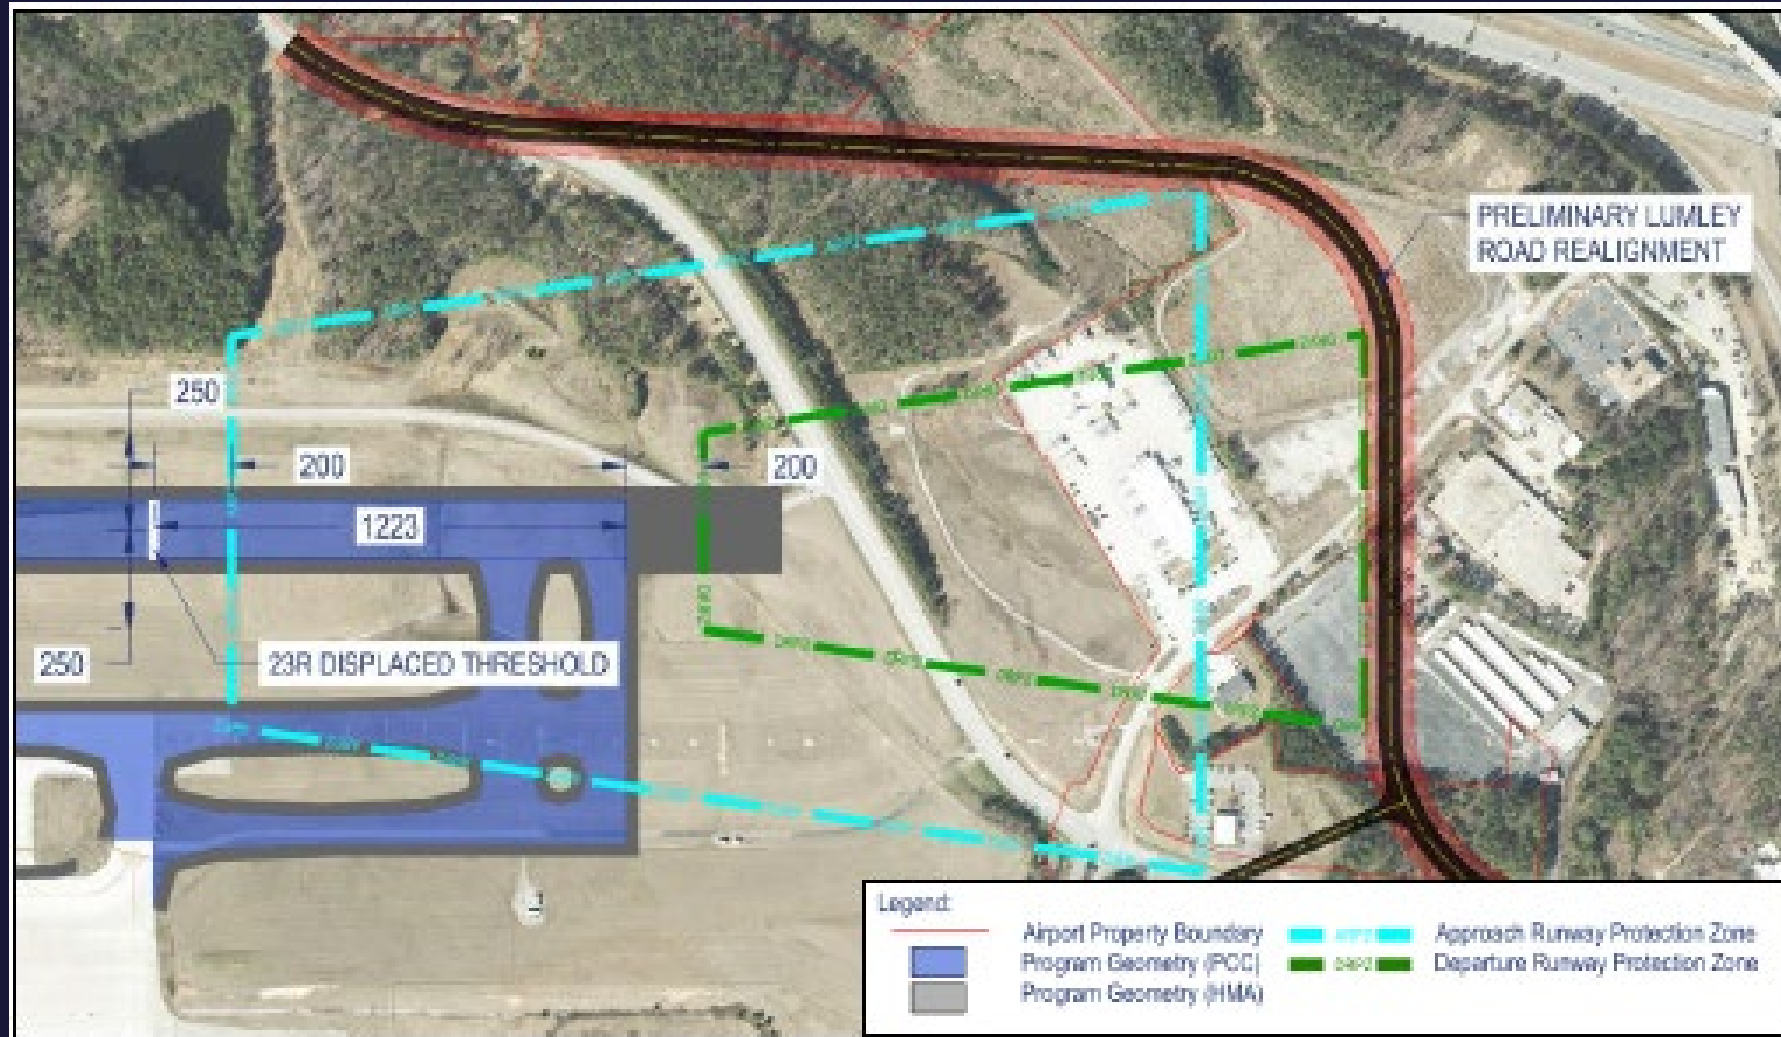 PRELIMINARY LUMLEY
ROAD REALIGNMENT
250
200
200
1223
250
23R DISPLACED THRESHOLD
Legend:
Airport Property Boundary
Program Geometry (PCC)
Program Geometry (HMA)
Approach Runway Protection Zone
DRPZ
Departure Runway Protection Zone